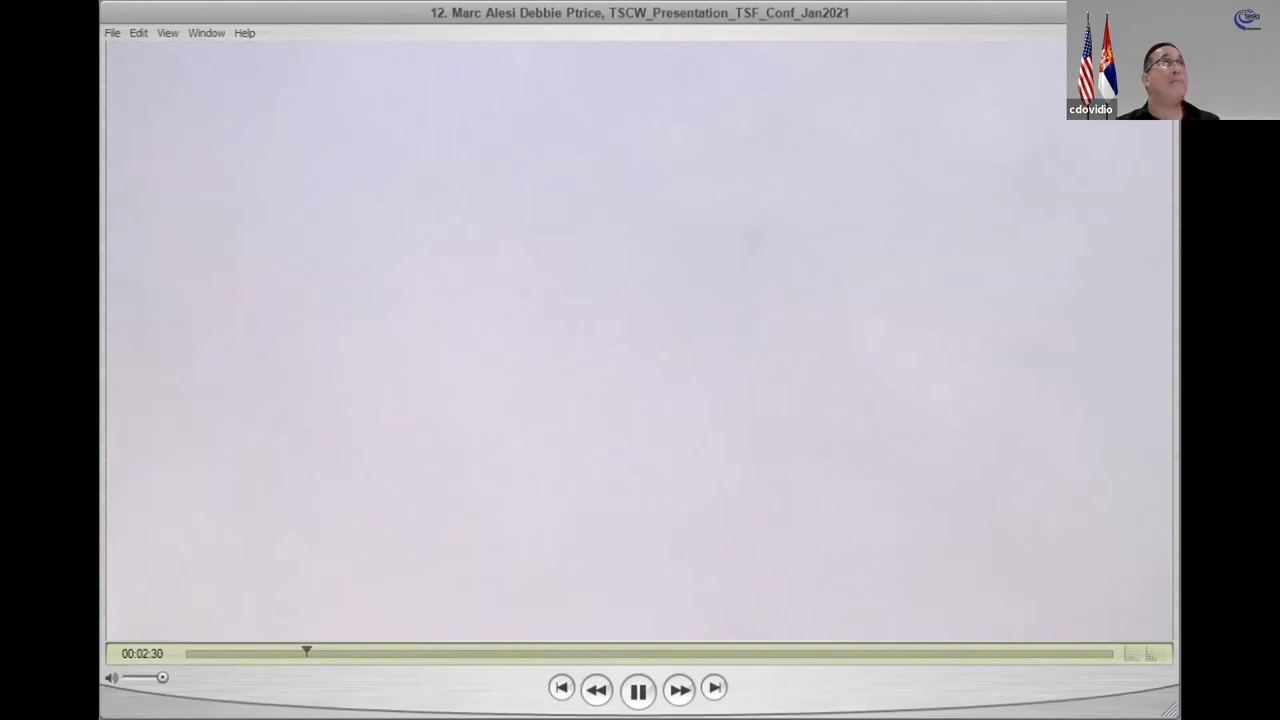 12. Marc Alesi Debbie Ptrice, TSCW_Presentation_TSF_Conf_Jan2021
File Edit View Window Help
cdovidio
00:02:30